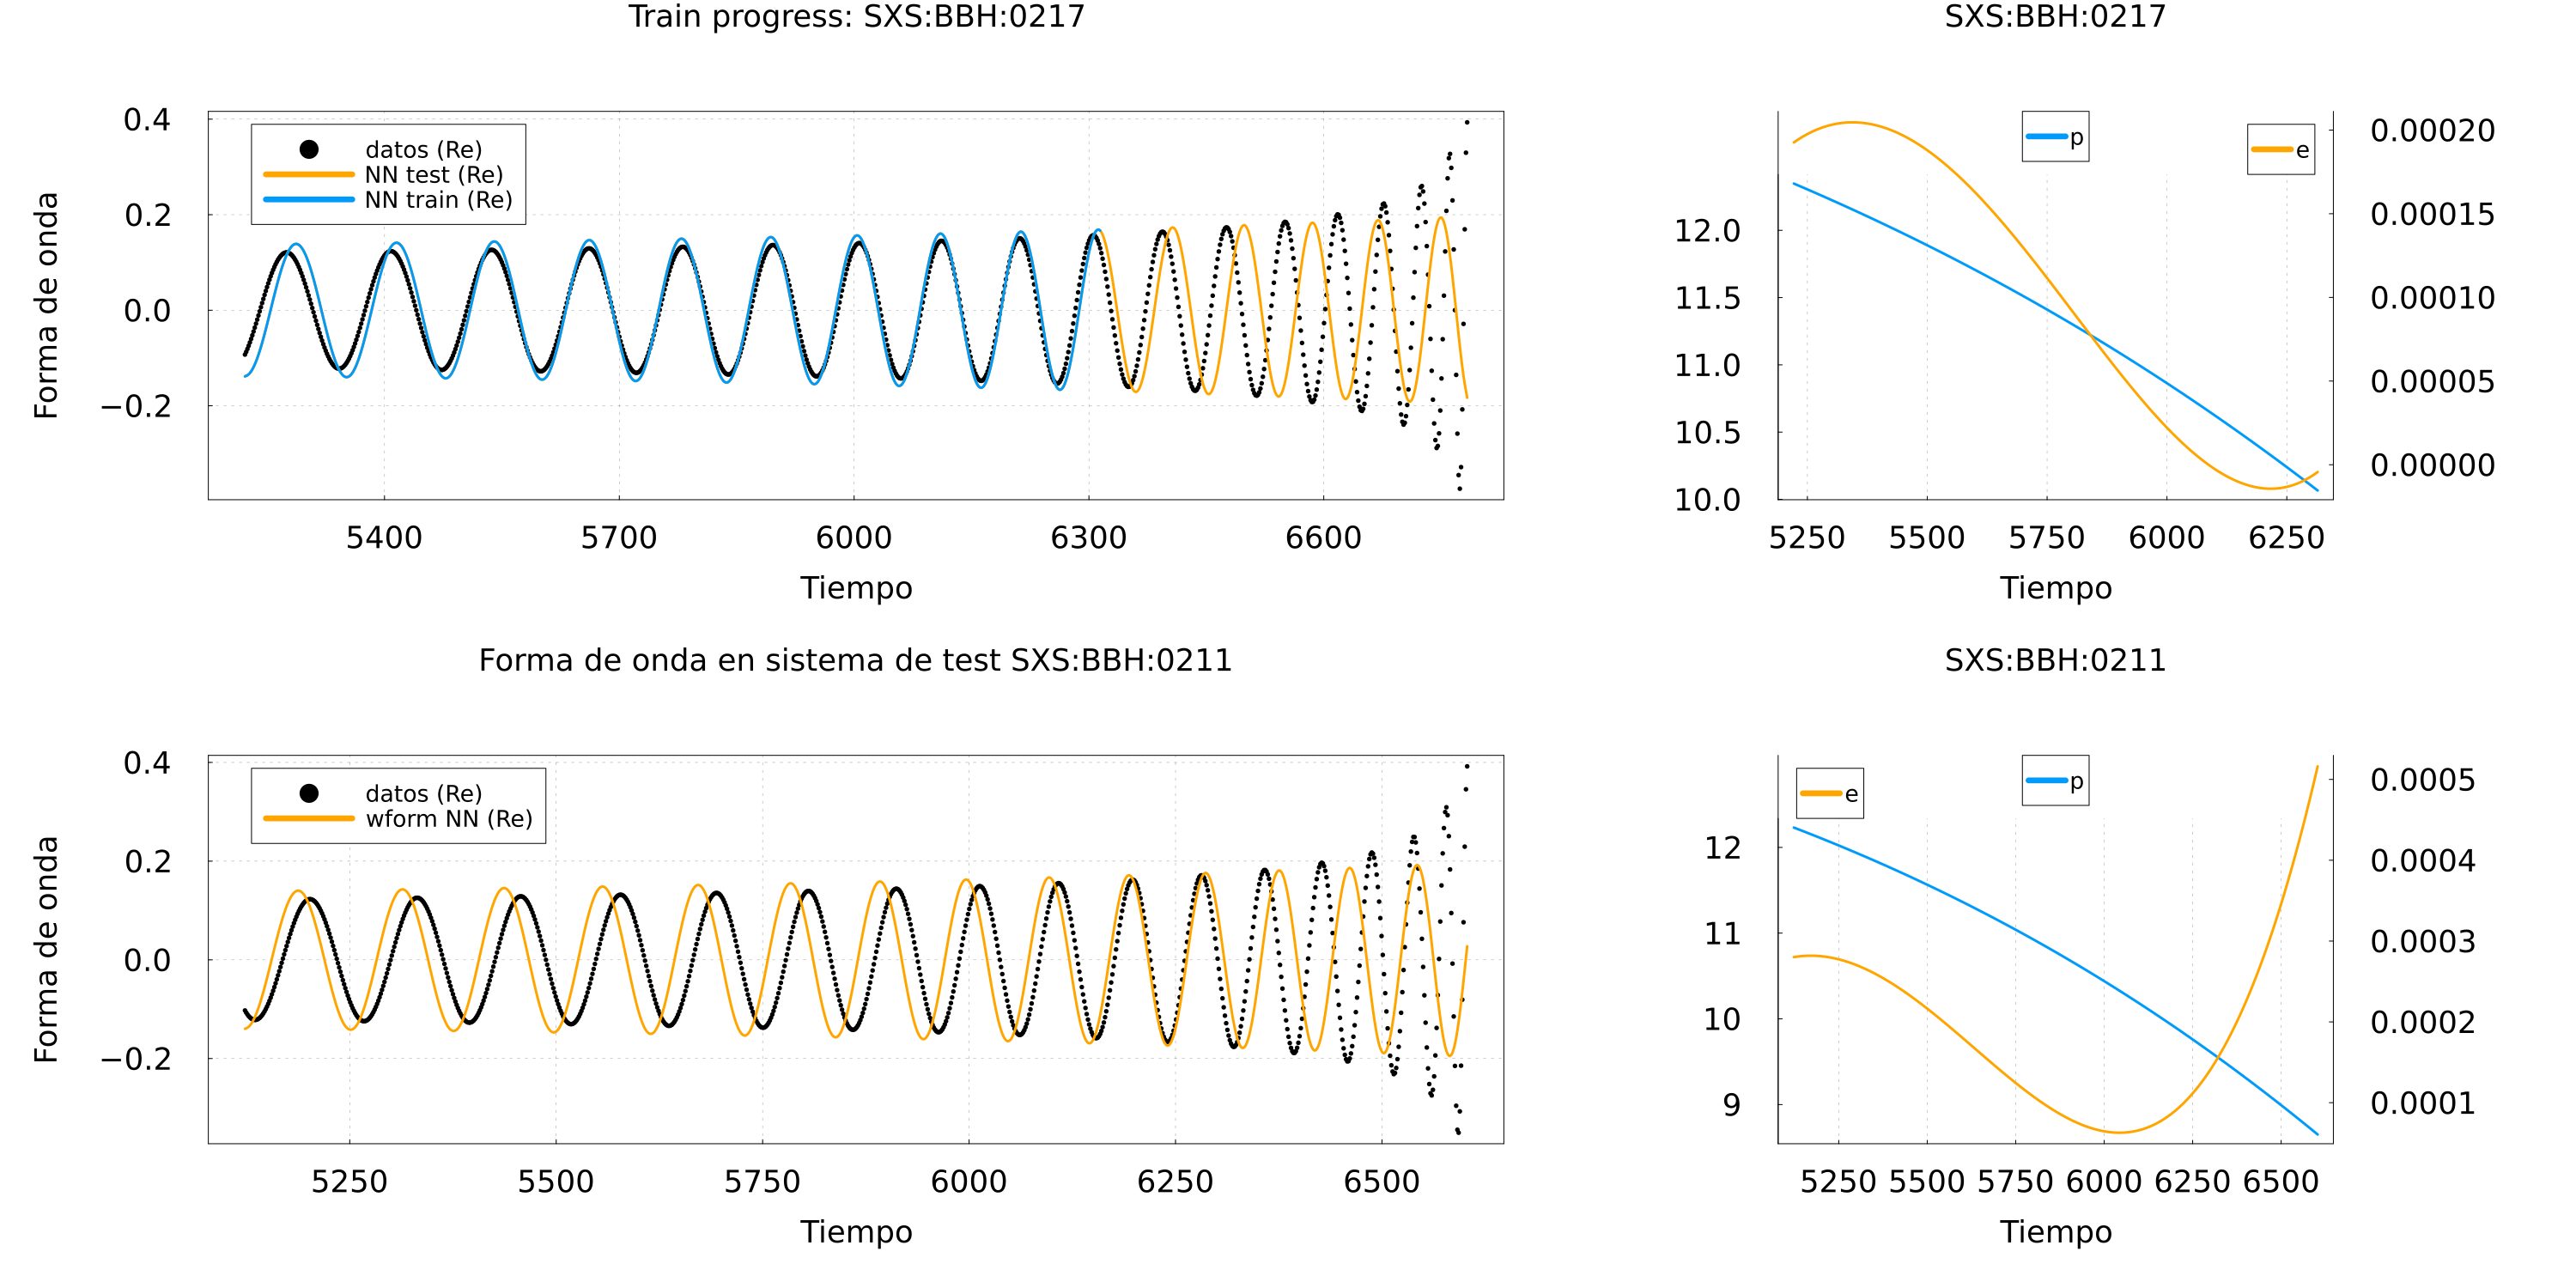 Train progress: SXS:BBH:0217
Forma de onda
0.4
0.2
0.0
−0.2
datos (Re)
NN test (Re)
NN train (Re)
5400 5700 6000 6300 6600
Tiempo
SXS:BBH:0217
12.0
11.5
11.0
10.5
10.0
p
e
0.00020
0.00015
0.00010
0.00005
0.00000
5250 5500 5750 6000 6250
Tiempo
Forma de onda en sistema de test SXS:BBH:0211
Forma de onda
0.4
0.2
0.0
−0.2
datos (Re)
wform NN (Re)
5250 5500 5750 6000 6250 6500
Tiempo
SXS:BBH:0211
12
11
10
9
e
p
0.0005
0.0004
0.0003
0.0002
0.0001
5250 5500 5750 6000 6250 6500
Tiempo